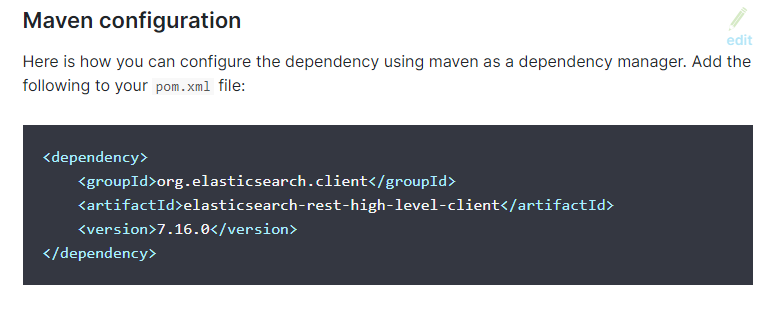 Maven configuration
edit
Here is how you can configure the dependency using maven as a dependency manager. Add the
following to your pom.xml file:
<dependency>
    <groupId>org.elasticsearch.client</groupId>
    <artifactId>elasticsearch-rest-high-level-client</artifactId>
    <version>7.16.0</version>
</dependency>